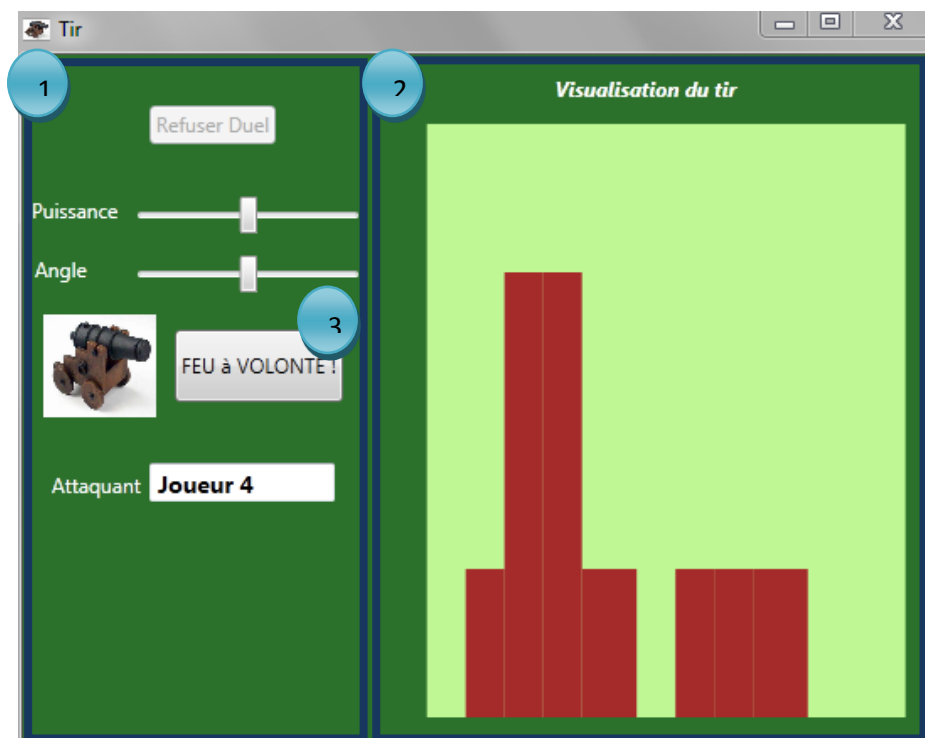 Tir
1
2
Visualisation du tir
Refuser Duel
Puissance
Angle
3
FEU à VOLONTE !
Attaquant Joueur 4